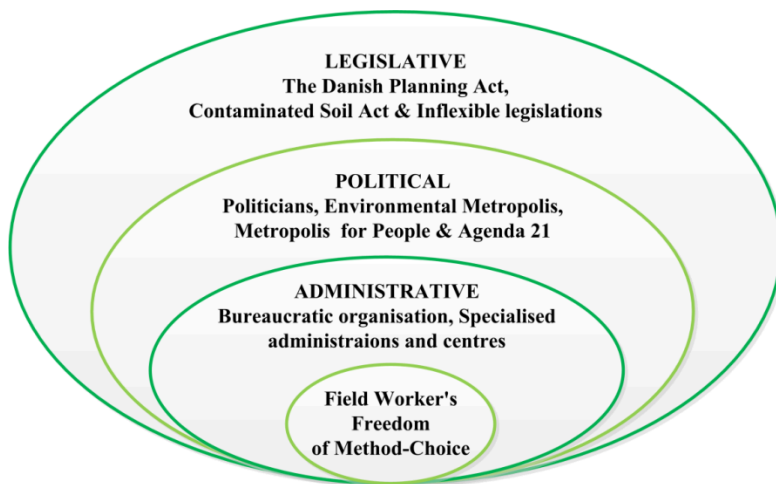 LEGISLATIVE
The Danish Planning Act,
Contaminated Soil Act & Inflexible legislations
POLITICAL
Politicians, Environmental Metropolis,
Metropolis for People & Agenda 21
ADMINISTRATIVE
Bureaucratic organisation, Specialised
administraions and centres
Field Worker's
Freedom
of Method-Choice